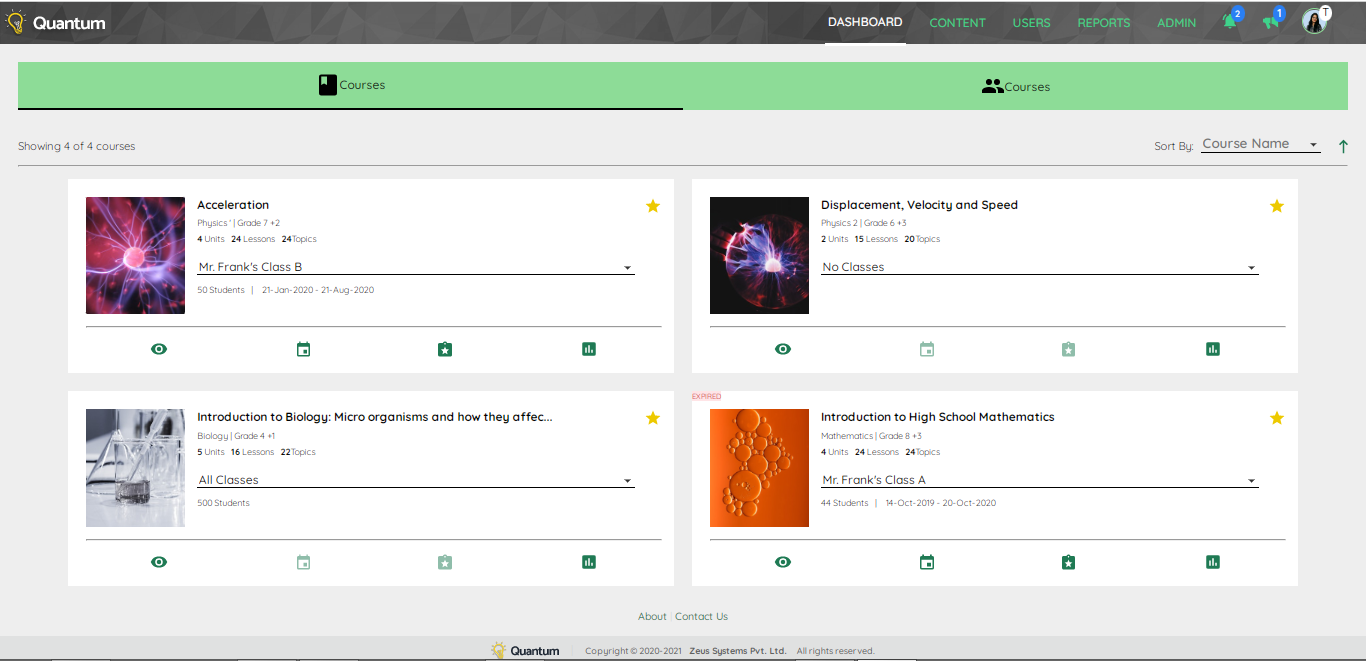 Quantum
DASHBOARD CONTENT USERS REPORTS ADMIN 2 1 T
Courses
Courses
Showing 4 of 4 courses
Sort By: Course Name
Acceleration
Physics ' | Grade 7 +2
4 Units 24 Lessons 24Topics
Mr. Frank's Class B
50 Students | 21-Jan-2020 - 21-Aug-2020
Displacement, Velocity and Speed
Physics 2 | Grade 6 +3
2 Units 15 Lessons 20Topics
No Classes
Introduction to Biology: Micro organisms and how they affec...
Biology | Grade 4 +1
5 Units 16 Lessons 22Topics
All Classes
500 Students
EXPIRED
Introduction to High School Mathematics
Mathematics | Grade 8 +3
4 Units 24 Lessons 24Topics
Mr. Frank's Class A
44 Students | 14-Oct-2019 - 20-Oct-2020
About | Contact Us
Quantum | Copyright © 2020-2021 Zeus Systems Pvt. Ltd. All rights reserved.